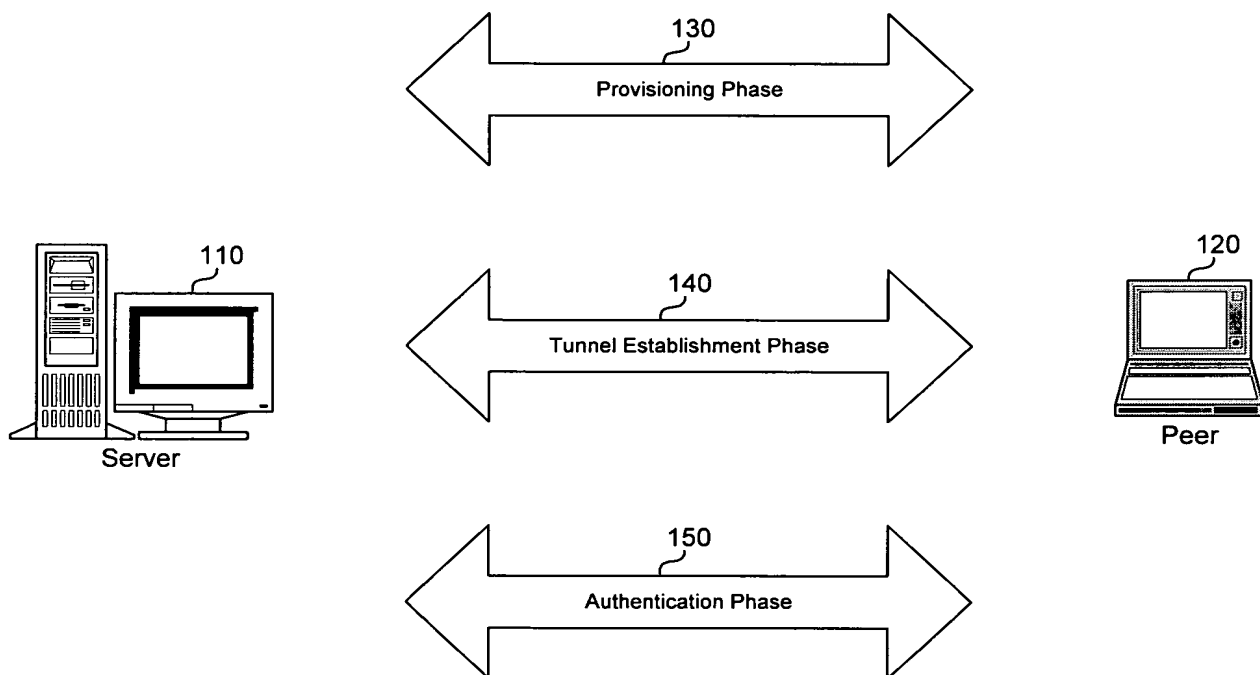 130
Provisioning Phase
110
Server
140
Tunnel Establishment Phase
120
Peer
150
Authentication Phase